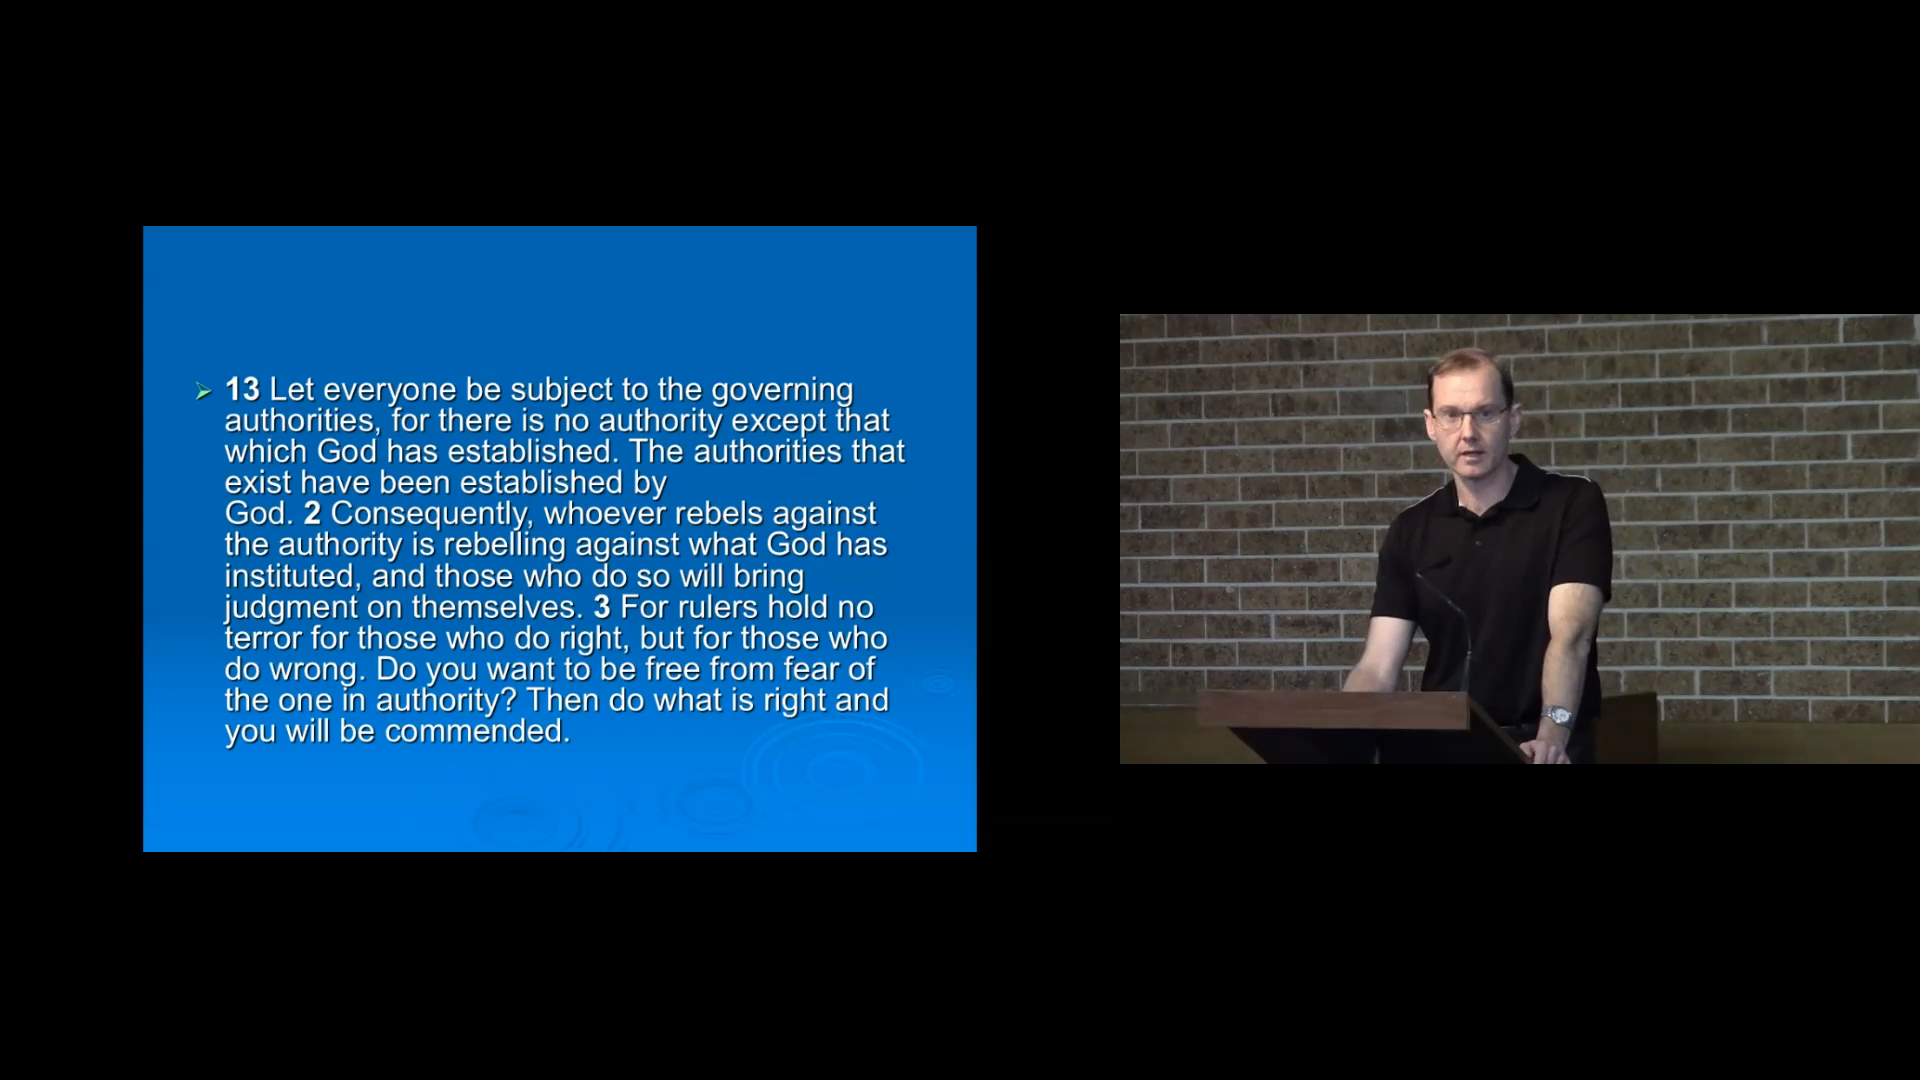 13 Let everyone be subject to the governing
authorities, for there is no authority except that
which God has established. The authorities that
exist have been established by
God. 2 Consequently, whoever rebels against
the authority is rebelling against what God has
instituted, and those who do so will bring
judgment on themselves. 3 For rulers hold no
terror for those who do right, but for those who
do wrong. Do you want to be free from fear of
the one in authority? Then do what is right and
you will be commended.